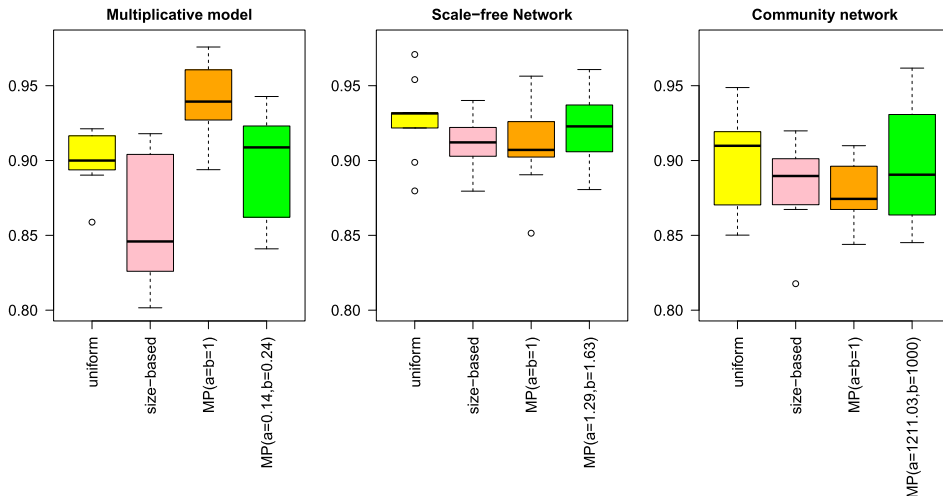 Multiplicative model
0.95
0.90
0.85
0.80
uniform
size−based
MP(a=b=1)
MP(a=0.14,b=0.24)
Scale−free Network
0.95
0.90
0.85
0.80
uniform
size−based
MP(a=b=1)
MP(a=1.29,b=1.63)
Community network
0.95
0.90
0.85
0.80
uniform
size−based
MP(a=b=1)
MP(a=1211.03,b=1000)